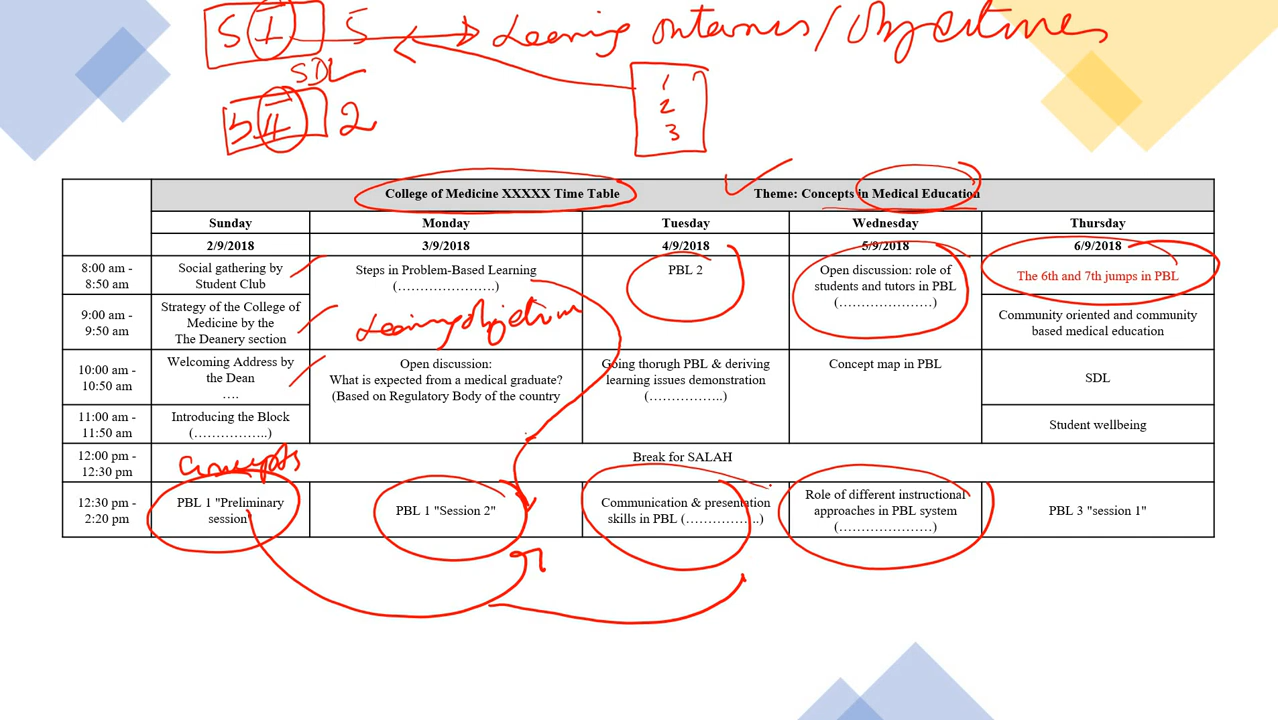 5 1 5 Learning Outcomes/Objectives
SDL
5 4 2
1
2
3
College of Medicine XXXXX Time Table Theme: Concepts in Medical Education
Sunday Monday Tuesday Wednesday Thursday
2/9/2018 3/9/2018 4/9/2018 5/9/2018 6/9/2018
8:00 am -
8:50 am
Social gathering by
Student Club
Steps in Problem-Based Learning
(…………………)
PBL 2
Open discussion: role of
students and tutors in PBL
(…………………)
The 6th and 7th jumps in PBL
9:00 am -
9:50 am
Strategy of the College of
Medicine by the
The Deanery section
Learning objectives
Community oriented and community
based medical education
10:00 am -
10:50 am
Welcoming Address by
the Dean
….
Open discussion:
What is expected from a medical graduate?
(Based on Regulatory Body of the country
Going thorugh PBL & deriving
learning issues demonstration
(……………..)
Concept map in PBL
SDL
11:00 am -
11:50 am
Introducing the Block
(……………..)
Student wellbeing
12:00 pm -
12:30 pm
Concepts
Break for SALAH
12:30 pm -
2:20 pm
PBL 1 "Preliminary
session"
PBL 1 "Session 2"
Communication & presentation
skills in PBL (……………..)
Role of different instructional
approaches in PBL system
(…………………)
PBL 3 "session 1"